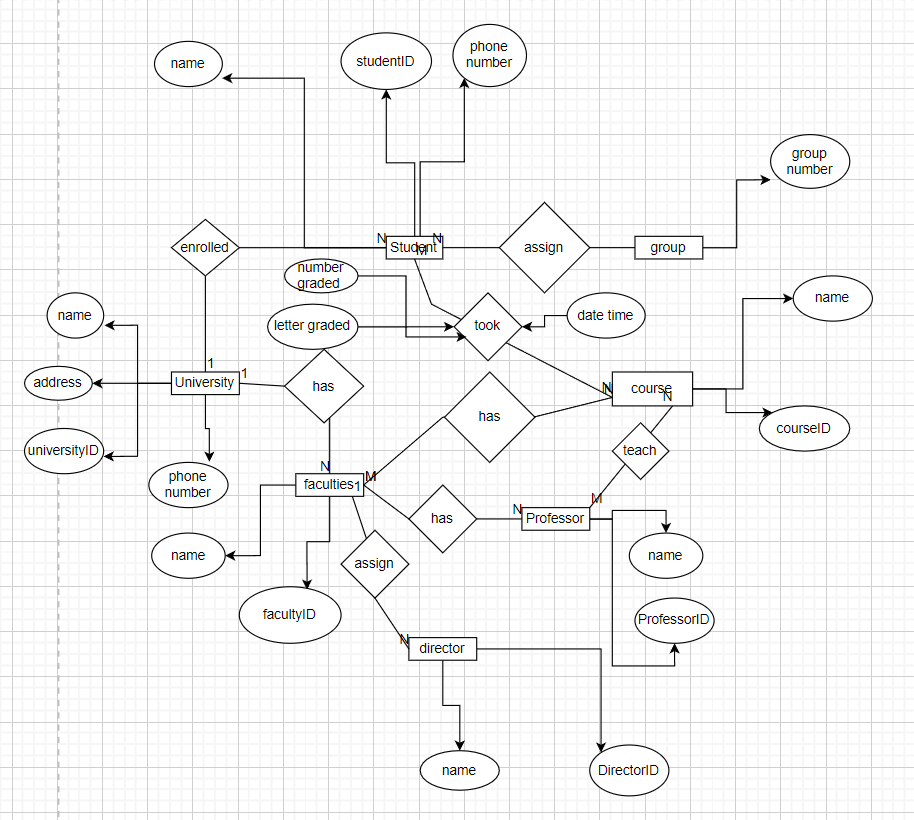 phone
number
name
studentID
group
number
N
N
enrolled
Student
M
assign
group
number
graded
name
name
letter graded
took
date time
1
1
address
University
has
N
course
N
has
courseID
universityID
teach
N
M
phone
number
faculties
1
M
N
has
Professor
name
name
assign
facultyID
ProfessorID
N
director
name
DirectorID